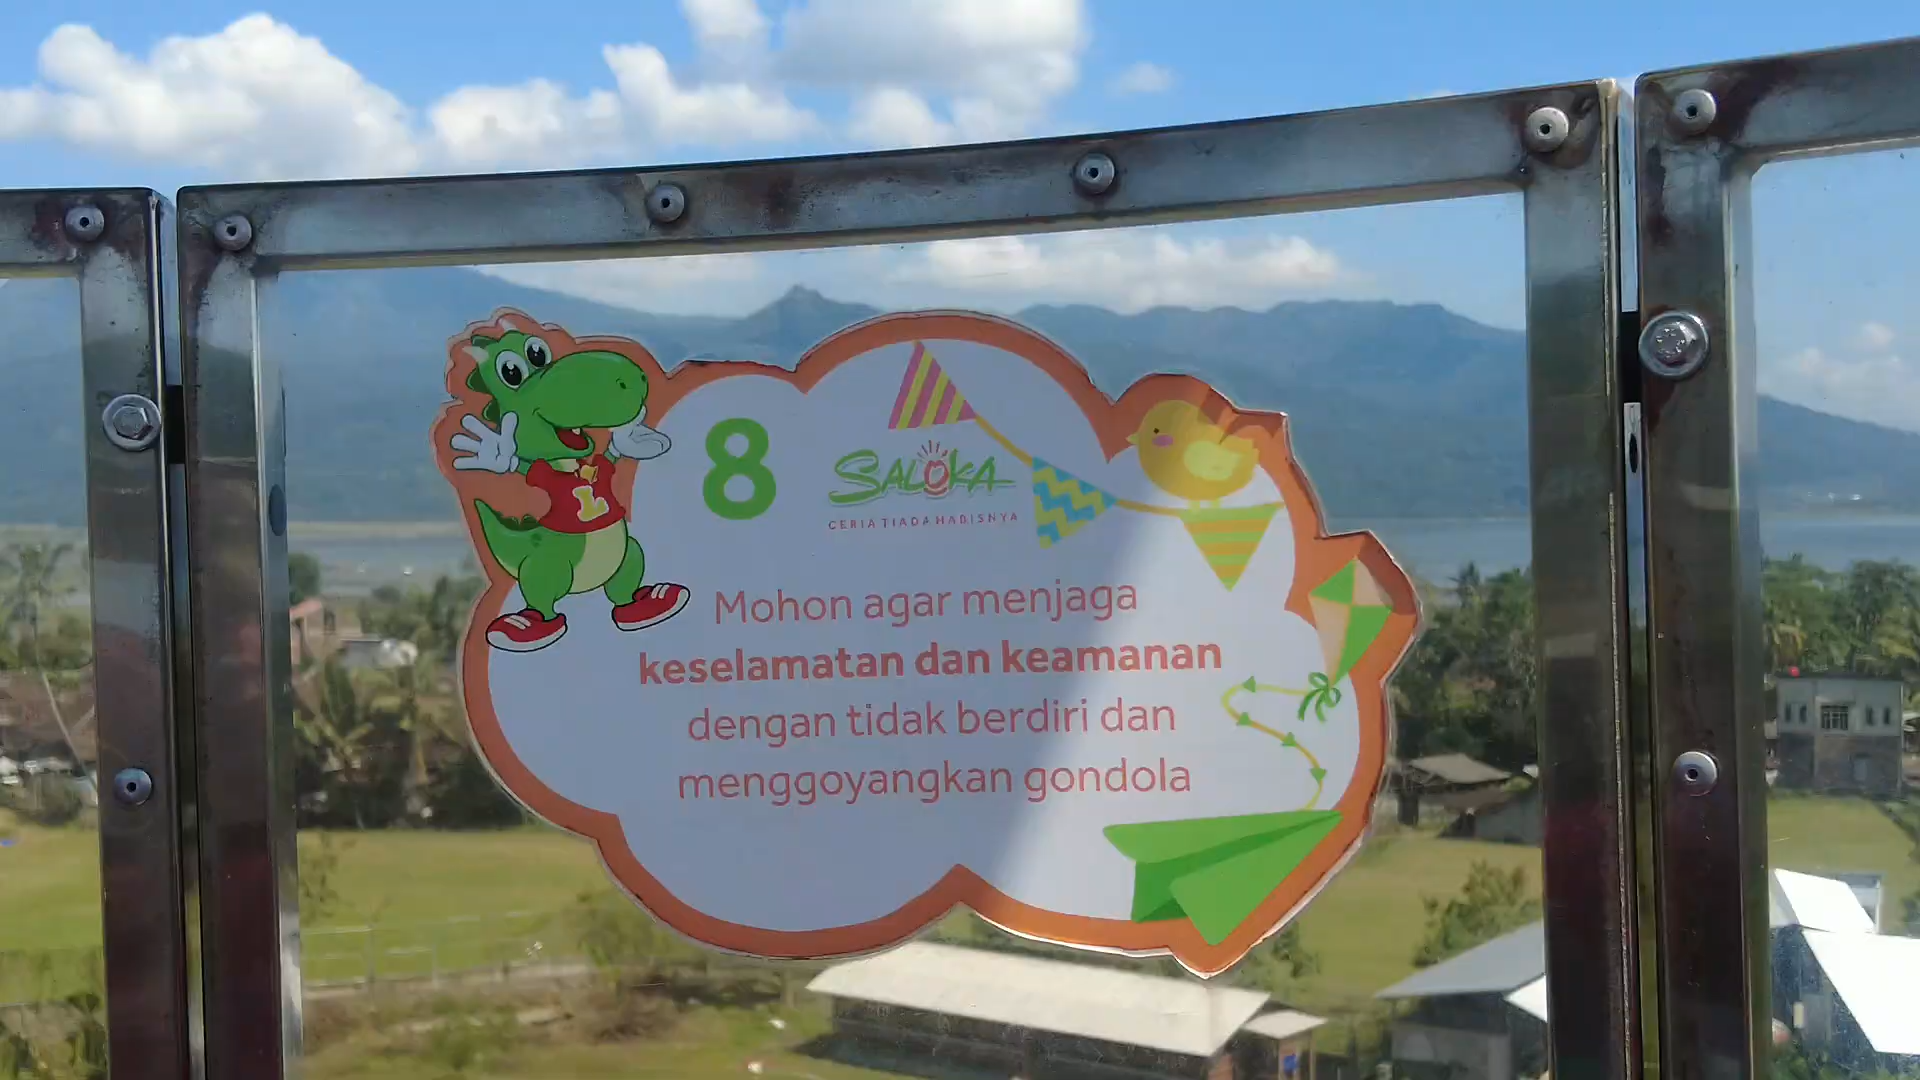 8
SALOKA
CERIA TIADA HABISNYA
L
Mohon agar menjaga
keselamatan dan keamanan
dengan tidak berdiri dan
menggoyangkan gondola